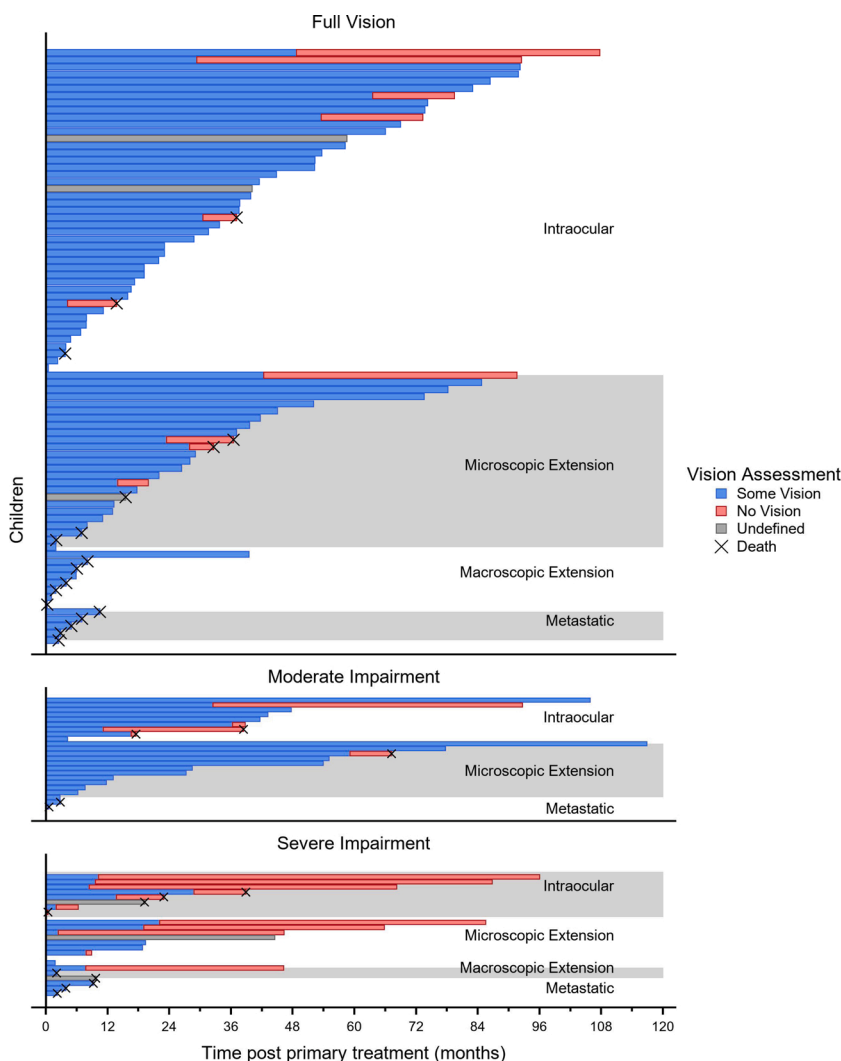 Full Vision
Intraocular
Microscopic Extension
Macroscopic Extension
Metastatic
Children
Vision Assessment
Some Vision
No Vision
Undefined
Death
Moderate Impairment
Intraocular
Microscopic Extension
Metastatic
Severe Impairment
Intraocular
Microscopic Extension
Macroscopic Extension
Metastatic
0 12 24 36 48 60 72 84 96 108 120
Time post primary treatment (months)